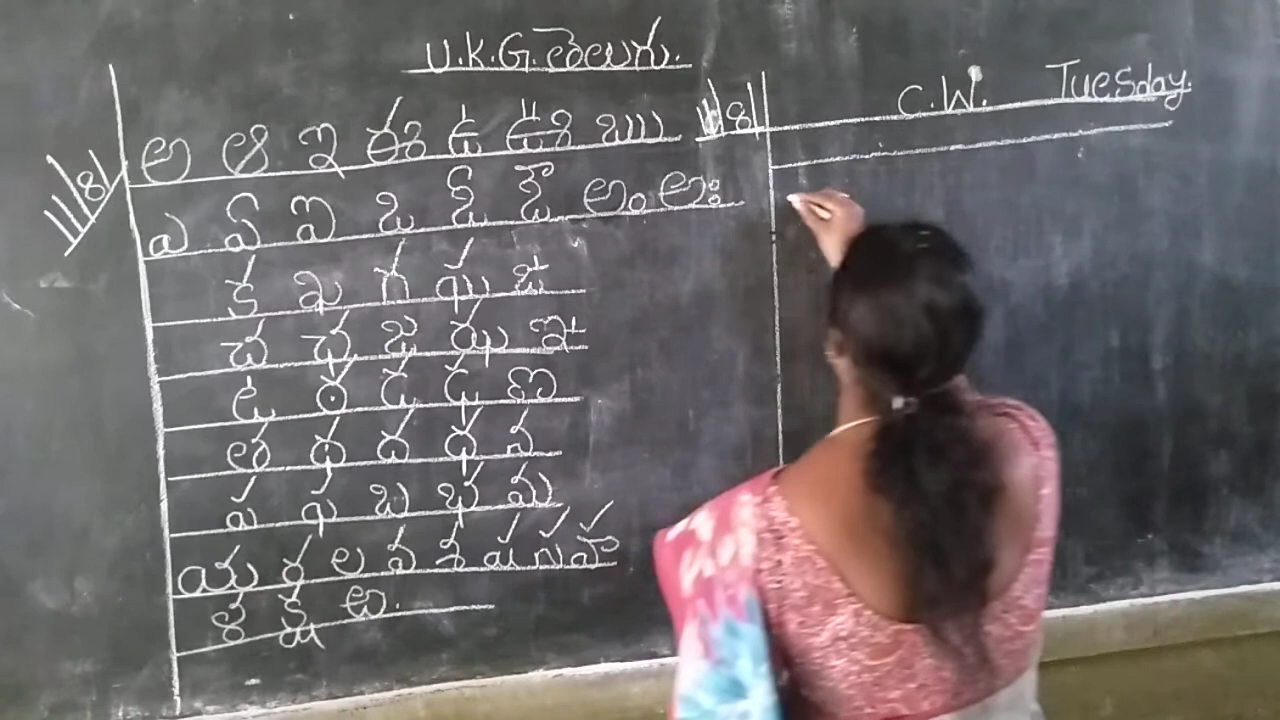 U.K.G. తెలుగు.
C.W. Tuesday.
అ ఆ ఇ ఈ ఉ ఊ ఋ
ఎ ఏ ఐ ఒ ఓ ఔ అం అః
క ఖ గ ఘ ఙ
చ ఛ జ ఝ ఞ
ట ఠ డ ఢ ణ
త థ ద ధ న
ప ఫ బ భ మ
య ర ల వ శ ష స హ
ళ క్ష ఱ.